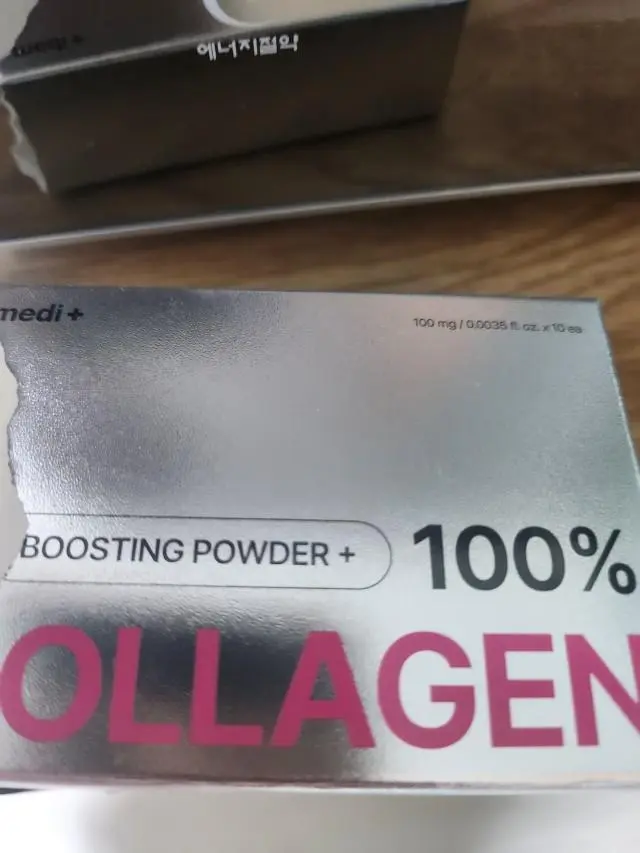 에너지절약
medi+
100 mg / 0.0035 fl. oz. x 10 ea
BOOSTING POWDER +
100%
OLLAGEN